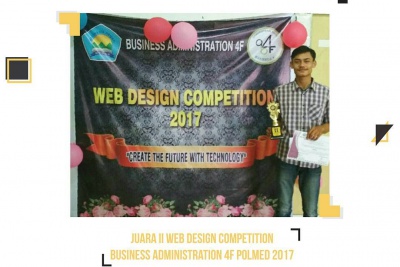 BUSINESS ADMINISTRATION 4F
WEB DESIGN COMPETITION
2017
"CREATE THE FUTURE WITH TECHNOLOGY"
JUARA II WEB DESIGN COMPETITION
BUSINESS ADMINISTRATION 4F POLMED 2017